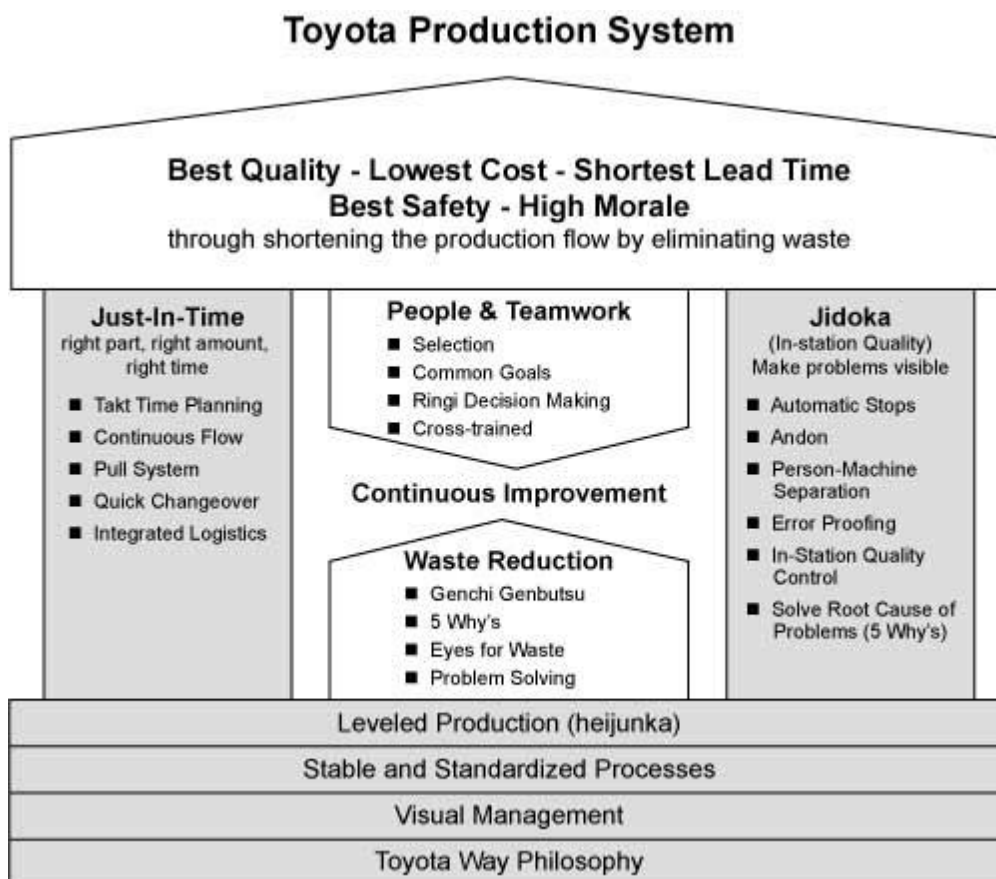 Toyota Production System
Best Quality - Lowest Cost - Shortest Lead Time
Best Safety - High Morale
through shortening the production flow by eliminating waste
Just-In-Time
right part, right amount,
right time
■ Takt Time Planning
■ Continuous Flow
■ Pull System
■ Quick Changeover
■ Integrated Logistics
People & Teamwork
■ Selection
■ Common Goals
■ Ringi Decision Making
■ Cross-trained
Continuous Improvement
Waste Reduction
■ Genchi Genbutsu
■ 5 Why's
■ Eyes for Waste
■ Problem Solving
Jidoka
(In-station Quality)
Make problems visible
■ Automatic Stops
■ Andon
■ Person-Machine
Separation
■ Error Proofing
■ In-Station Quality
Control
■ Solve Root Cause of
Problems (5 Why's)
Leveled Production (heijunka)
Stable and Standardized Processes
Visual Management
Toyota Way Philosophy